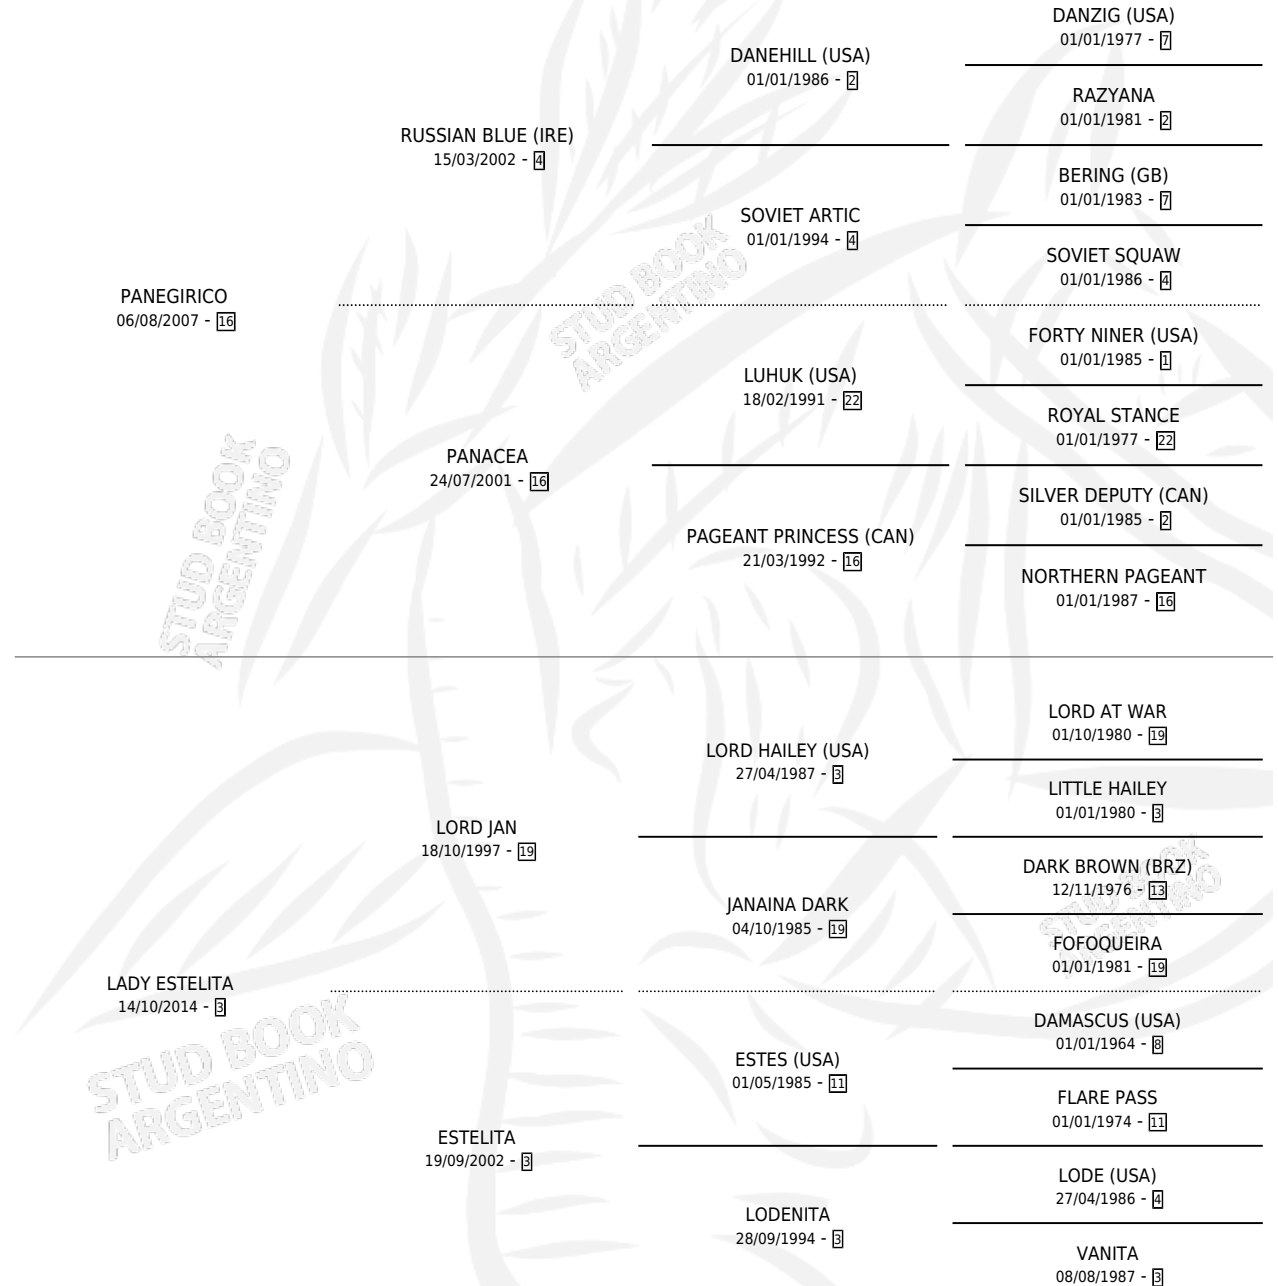 DANZIG (USA)
01/01/1977 - 7
DANEHILL (USA)
01/01/1986 - 2
RAZYANA
01/01/1981 - 2
RUSSIAN BLUE (IRE)
15/03/2002 - 4
BERING (GB)
01/01/1983 - 7
SOVIET ARTIC
01/01/1994 - 4
SOVIET SQUAW
01/01/1986 - 4
PANEGIRICO
06/08/2007 - 16
FORTY NINER (USA)
01/01/1985 - 1
LUHUK (USA)
18/02/1991 - 22
ROYAL STANCE
01/01/1977 - 22
PANACEA
24/07/2001 - 16
SILVER DEPUTY (CAN)
01/01/1985 - 2
PAGEANT PRINCESS (CAN)
21/03/1992 - 16
NORTHERN PAGEANT
01/01/1987 - 16
LORD AT WAR
01/10/1980 - 19
LORD HAILEY (USA)
27/04/1987 - 3
LITTLE HAILEY
01/01/1980 - 3
LORD JAN
18/10/1997 - 19
DARK BROWN (BRZ)
12/11/1976 - 13
JANAINA DARK
04/10/1985 - 19
FOFOQUEIRA
01/01/1981 - 19
LADY ESTELITA
14/10/2014 - 3
DAMASCUS (USA)
01/01/1964 - 8
ESTES (USA)
01/05/1985 - 11
FLARE PASS
01/01/1974 - 11
ESTELITA
19/09/2002 - 3
LODE (USA)
27/04/1986 - 4
LODENITA
28/09/1994 - 3
VANITA
08/08/1987 - 3
STUD BOOK
ARGENTINO
STUD BOOK
ARGENTINO
STUD BOOK
ARGENTINO
STUD BOOK
ARGENTINO